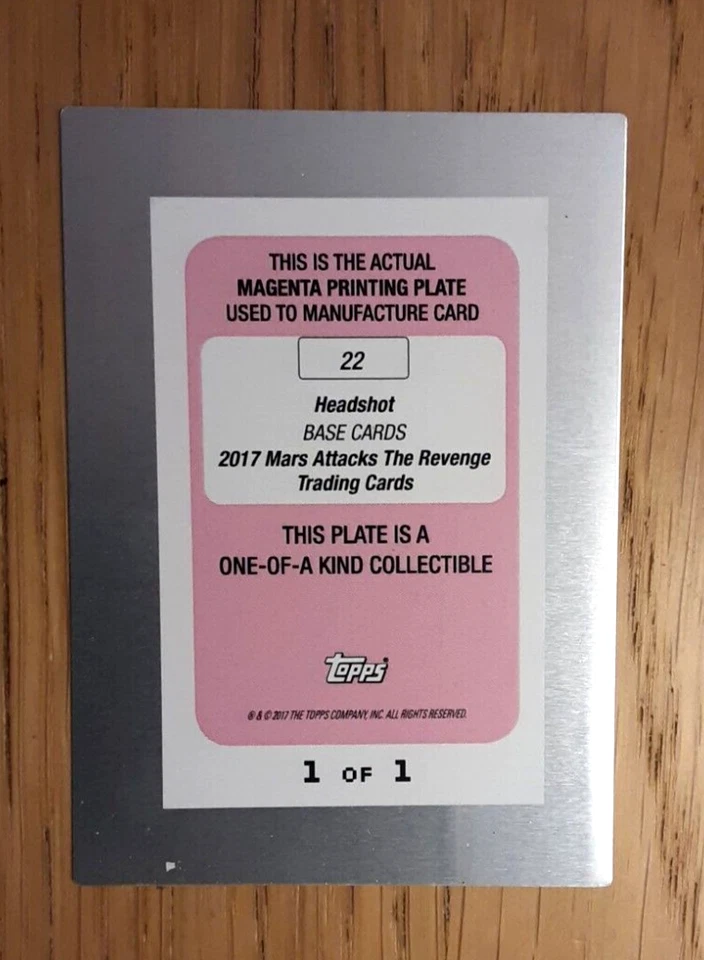 THIS IS THE ACTUAL
MAGENTA PRINTING PLATE
USED TO MANUFACTURE CARD
22
Headshot
BASE CARDS
2017 Mars Attacks The Revenge
Trading Cards
THIS PLATE IS A
ONE-OF-A KIND COLLECTIBLE
topps®
® & © 2017 THE TOPPS COMPANY, INC. ALL RIGHTS RESERVED.
1 OF 1